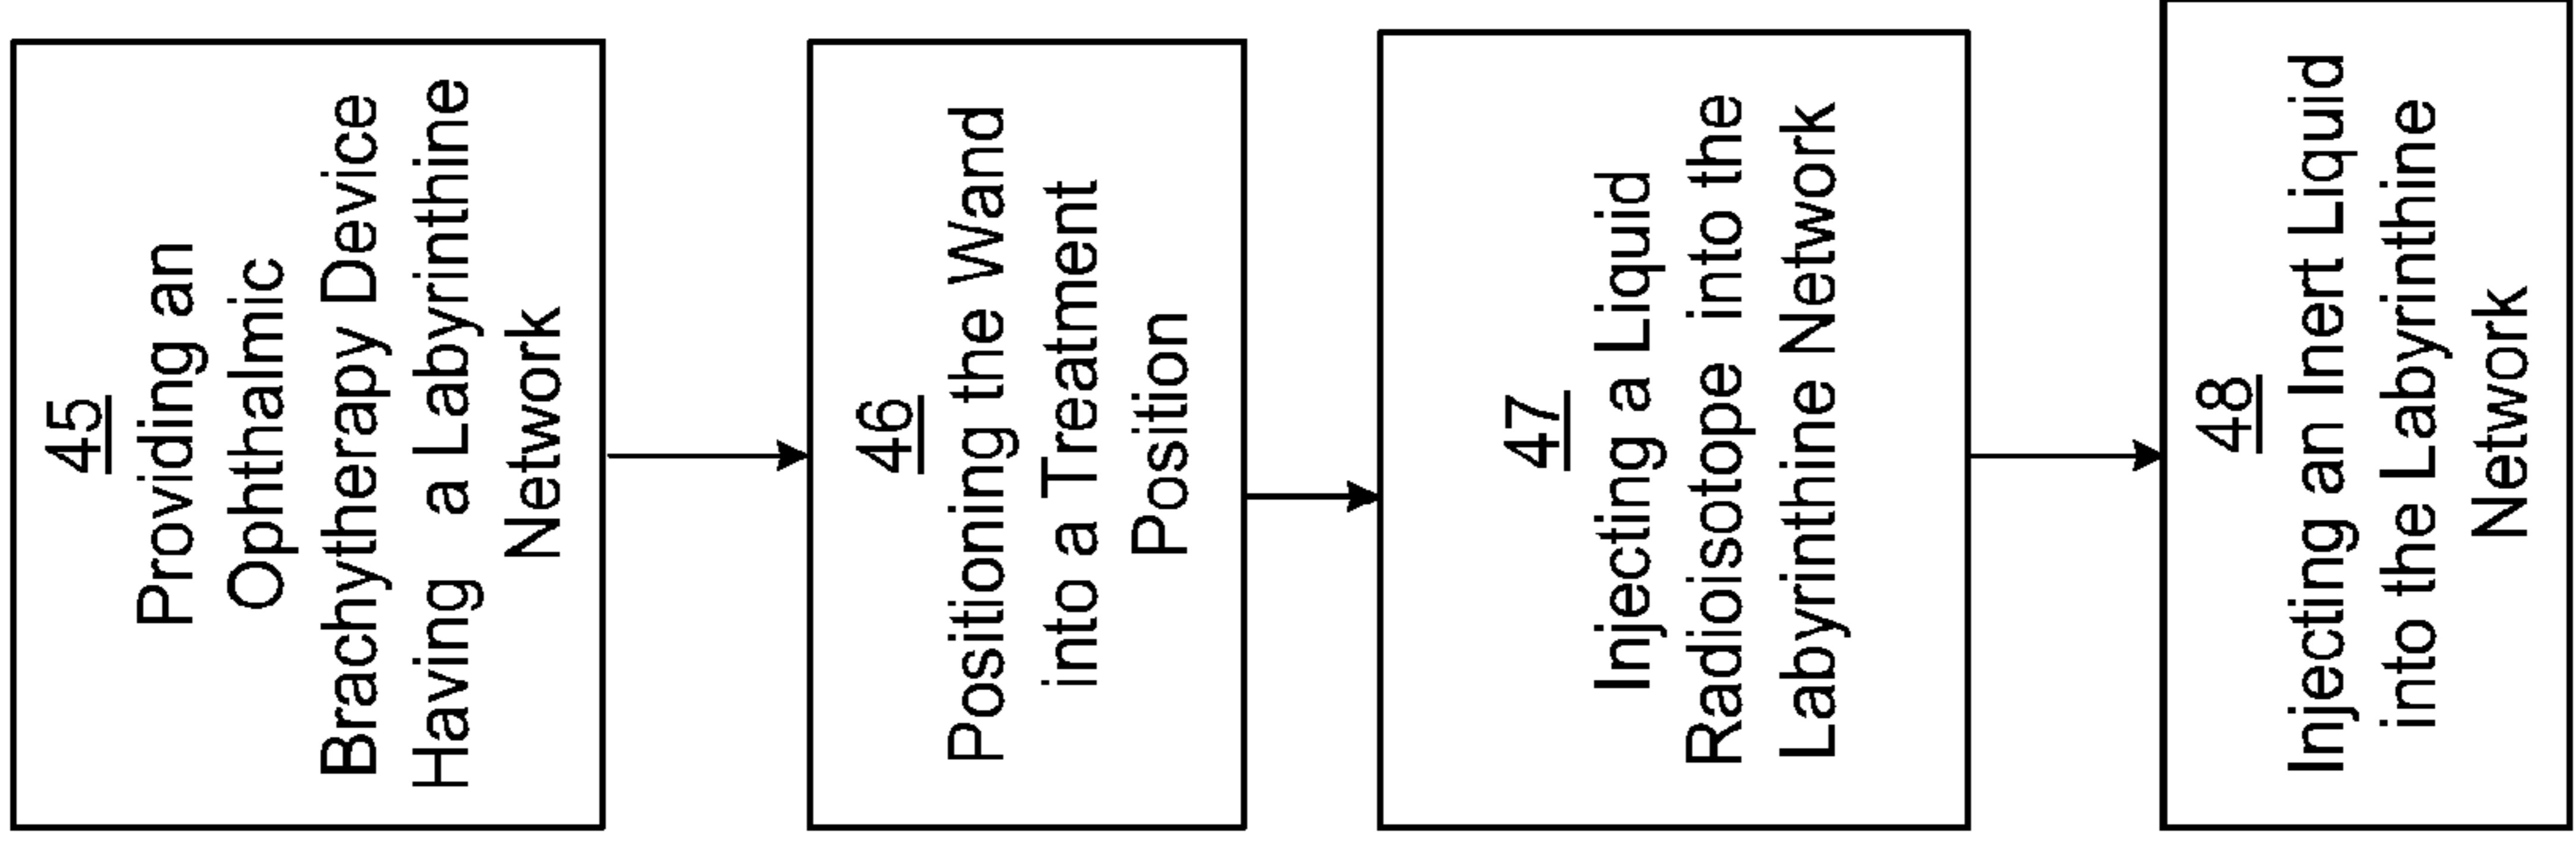 45
Providing an
Ophthalmic
Brachytherapy Device
Having a Labyrinthine
Network
46
Positioning the Wand
into a Treatment
Position
47
Injecting a Liquid
Radioisotope into the
Labyrinthine Network
48
Injecting an Inert Liquid
into the Labyrinthine
Network